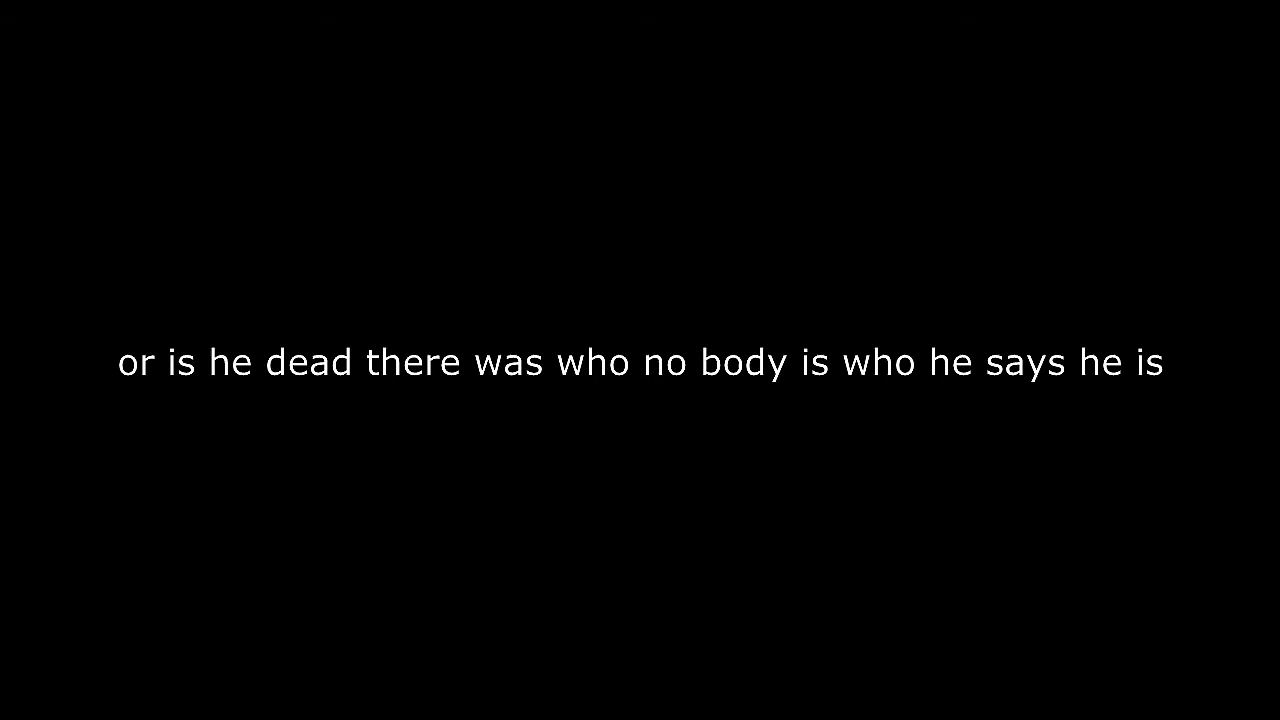 or is he dead there was who no body is who he says he is